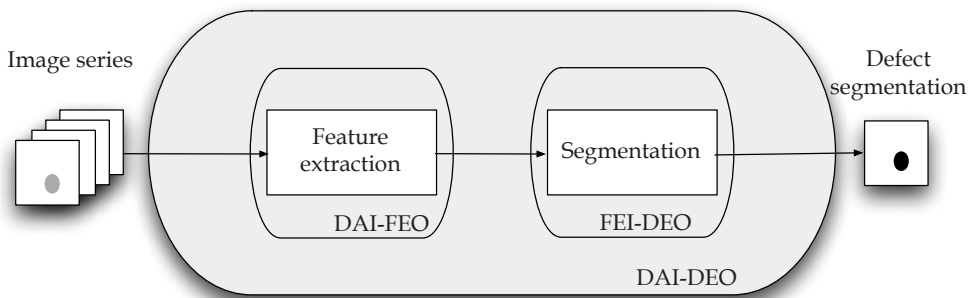 Image series
Defect
segmentation
Feature
extraction
Segmentation
DAI-FEO
FEI-DEO
DAI-DEO